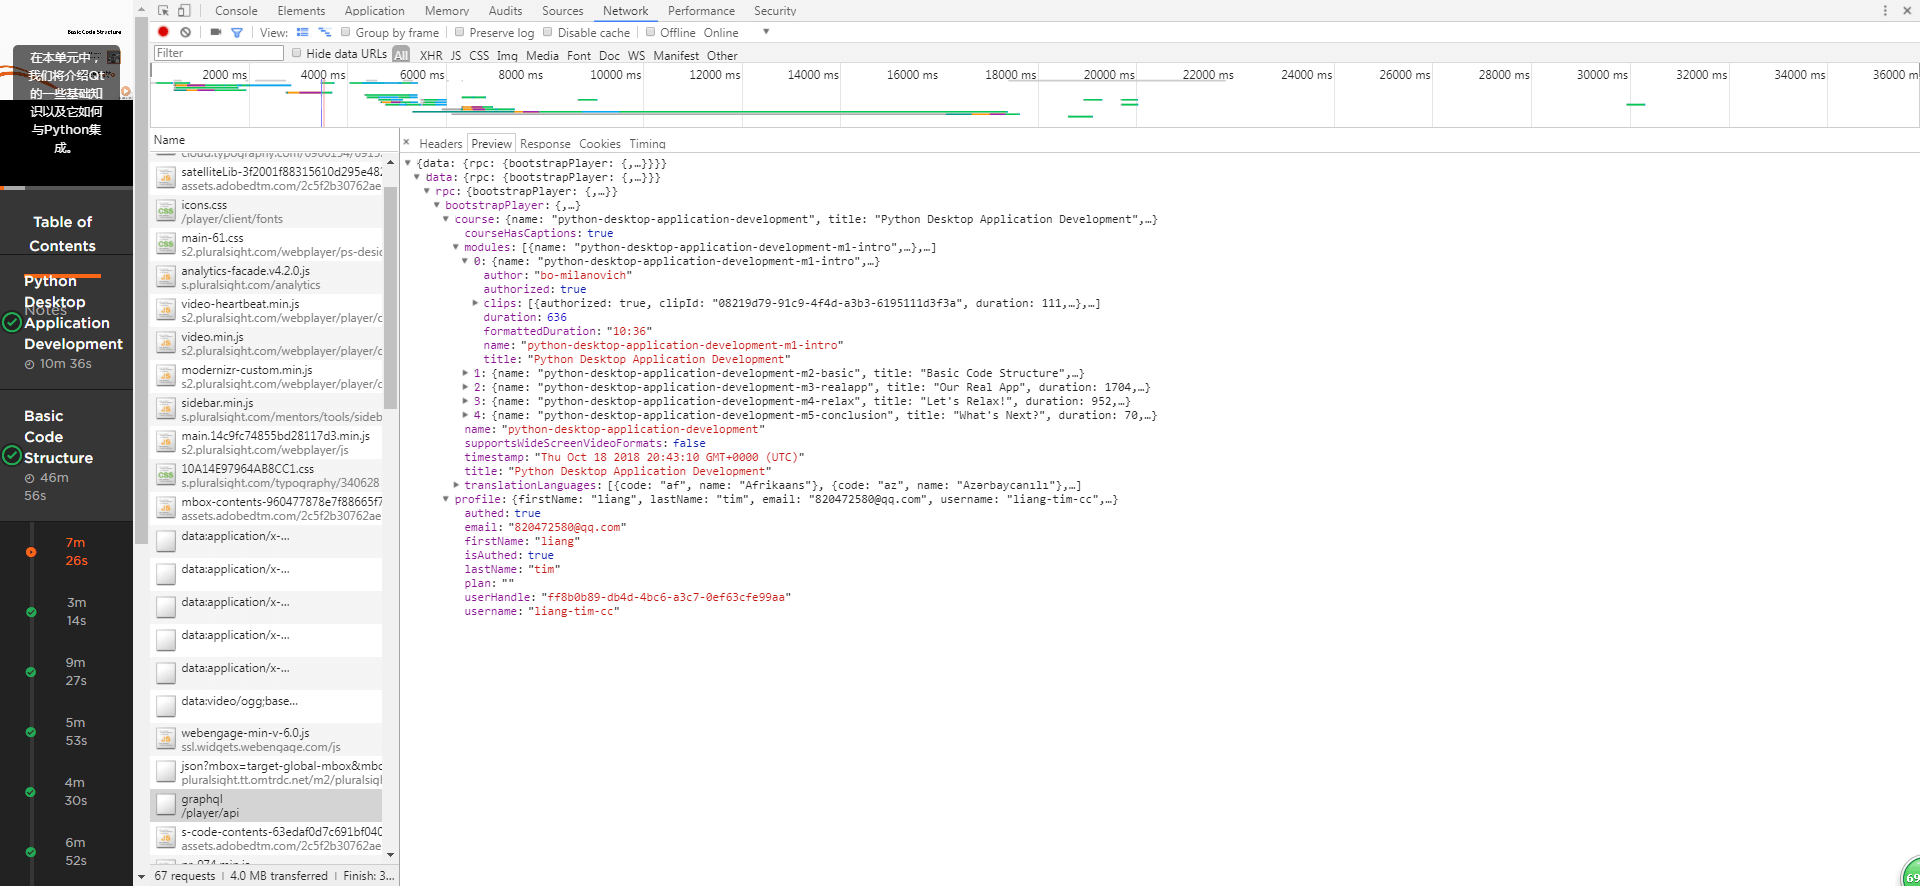 Basic Code Structure
在本单元中，
我们将介绍Qt
的一些基础知
识以及它如何
与Python集
成。
Table of
Contents
Python
Desktop
Notes
Application
Development
10m 36s
Basic
Code
Structure
46m
56s
7m
26s
3m
14s
9m
27s
5m
53s
4m
30s
6m
52s
Console Elements Application Memory Audits Sources Network Performance Security
View: Group by frame Preserve log Disable cache Offline Online
Filter Hide data URLs All XHR JS CSS Img Media Font Doc WS Manifest Other
2000 ms 4000 ms 6000 ms 8000 ms 10000 ms 12000 ms 14000 ms 16000 ms 18000 ms 20000 ms 22000 ms 24000 ms 26000 ms 28000 ms 30000 ms 32000 ms 34000 ms 36000 m
Name
satelliteLib-3f2001f88315610d295e482
assets.adobedtm.com/2c5f2b30762ae
icons.css
/player/client/fonts
main-61.css
s2.pluralsight.com/webplayer/ps-desig
analytics-facade.v4.2.0.js
s.pluralsight.com/analytics
video-heartbeat.min.js
s2.pluralsight.com/webplayer/player/c
video.min.js
s2.pluralsight.com/webplayer/player/c
modernizr-custom.min.js
s2.pluralsight.com/webplayer/player/c
sidebar.min.js
s.pluralsight.com/mentors/tools/sideb
main.14c9fc74855bd28117d3.min.js
s2.pluralsight.com/webplayer/js
10A14E97964AB8CC1.css
s.pluralsight.com/typography/340628
mbox-contents-960477878e7f88665f7
assets.adobedtm.com/2c5f2b30762ae
data:application/x-...
data:application/x-...
data:application/x-...
data:application/x-...
data:application/x-...
data:video/ogg;base...
webengage-min-v-6.0.js
ssl.widgets.webengage.com/js
json?mbox=target-global-mbox&mbo
pluralsight.tt.omtrdc.net/m2/pluralsigh
graphql
/player/api
s-code-contents-63edaf0d7c691bf040
assets.adobedtm.com/2c5f2b30762ae
67 requests | 4.0 MB transferred | Finish: 3...
× Headers Preview Response Cookies Timing
▼ {data: {rpc: {bootstrapPlayer: {,…}}}}
▼ data: {rpc: {bootstrapPlayer: {,…}}}
▼ rpc: {bootstrapPlayer: {,…}}
▼ bootstrapPlayer: {,…}
▼ course: {name: "python-desktop-application-development", title: "Python Desktop Application Development",…}
courseHasCaptions: true
▼ modules: [{name: "python-desktop-application-development-m1-intro",…},…]
▼ 0: {name: "python-desktop-application-development-m1-intro",…}
author: "bo-milanovich"
authorized: true
▶ clips: [{authorized: true, clipId: "08219d79-91c9-4f4d-a3b3-6195111d3f3a", duration: 111,…},…]
duration: 636
formattedDuration: "10:36"
name: "python-desktop-application-development-m1-intro"
title: "Python Desktop Application Development"
▶ 1: {name: "python-desktop-application-development-m2-basic", title: "Basic Code Structure",…}
▶ 2: {name: "python-desktop-application-development-m3-realapp", title: "Our Real App", duration: 1704,…}
▶ 3: {name: "python-desktop-application-development-m4-relax", title: "Let's Relax!", duration: 952,…}
▶ 4: {name: "python-desktop-application-development-m5-conclusion", title: "What's Next?", duration: 70,…}
name: "python-desktop-application-development"
supportsWideScreenVideoFormats: false
timestamp: "Thu Oct 18 2018 20:43:10 GMT+0000 (UTC)"
title: "Python Desktop Application Development"
▶ translationLanguages: [{code: "af", name: "Afrikaans"}, {code: "az", name: "Azərbaycanılı"},…]
▼ profile: {firstName: "liang", lastName: "tim", email: "820472580@qq.com", username: "liang-tim-cc",…}
authed: true
email: "820472580@qq.com"
firstName: "liang"
isAuthed: true
lastName: "tim"
plan: ""
userHandle: "ff8b0b89-db4d-4bc6-a3c7-0ef63cfe99aa"
username: "liang-tim-cc"
69